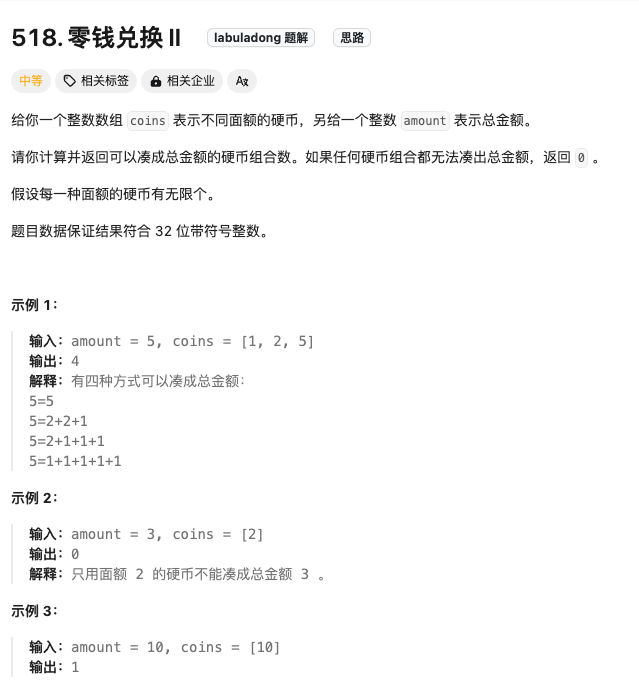 518. 零钱兑换 II labuladong 题解 思路
中等 相关标签 相关企业 Aⱬ
给你一个整数数组 coins 表示不同面额的硬币，另给一个整数 amount 表示总金额。
请你计算并返回可以凑成总金额的硬币组合数。如果任何硬币组合都无法凑出总金额，返回 0 。
假设每一种面额的硬币有无限个。
题目数据保证结果符合 32 位带符号整数。
示例 1：
输入：amount = 5, coins = [1, 2, 5]
输出：4
解释：有四种方式可以凑成总金额：
5=5
5=2+2+1
5=2+1+1+1
5=1+1+1+1+1
示例 2：
输入：amount = 3, coins = [2]
输出：0
解释：只用面额 2 的硬币不能凑成总金额 3 。
示例 3：
输入：amount = 10, coins = [10]
输出：1